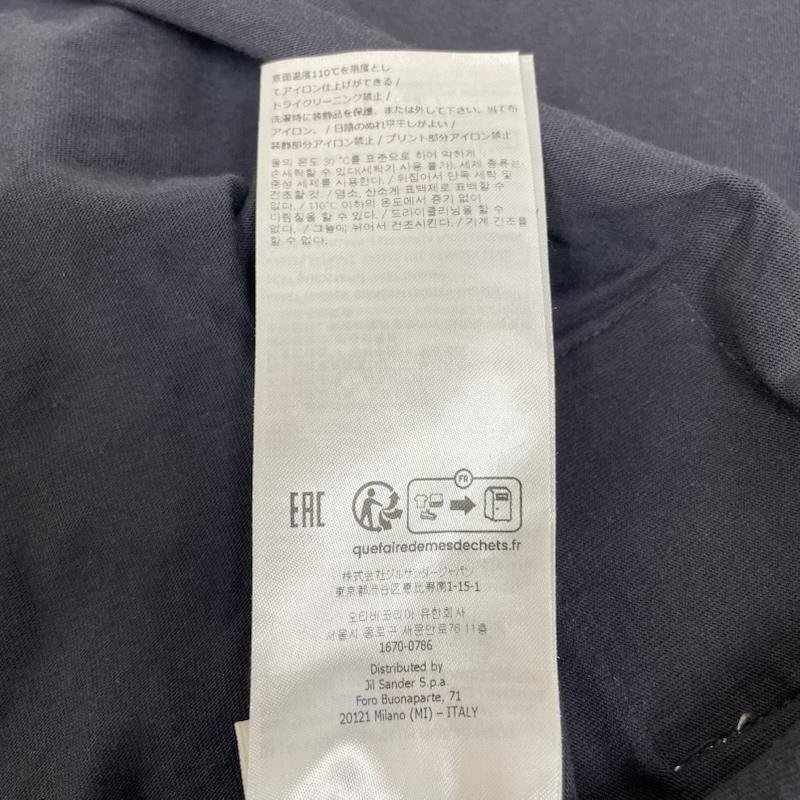 底面温度110℃を限度とし
てアイロン仕上げができる /
ドライクリーニング禁止 /
洗濯時に装飾品を保護、または外して下さい。当て布
アイロン。 / 日陰のぬれ平干しがよい /
装飾部分アイロン禁止 / プリント部分アイロン禁止
물의 온도 30 °C를 표준으로 하여 약하게
손세탁할 수 있다(세탁기 사용 불가). 세제 종류는
중성 세제를 사용한다. / 뒤집어서 단독 세탁 및
건조할 것. / 염소, 산소계 표백제로 표백할 수
없다. / 110°C 이하의 온도에서 증기 없이
다림질을 할 수 있다. / 드라이클리닝을 할 수
없다. / 그늘에 뉘어서 건조시킨다. / 기계 건조를
할 수 없다.
EAC
FR
quefairedemesdechets.fr
株式会社ジルサンダージャパン
東京都渋谷区恵比寿南1-15-1
오티비코리아 유한회사
서울시 종로구 새문안로76 11층
1670-0786
Distributed by
Jil Sander S.p.a.
Foro Buonaparte, 71
20121 Milano (MI) – ITALY